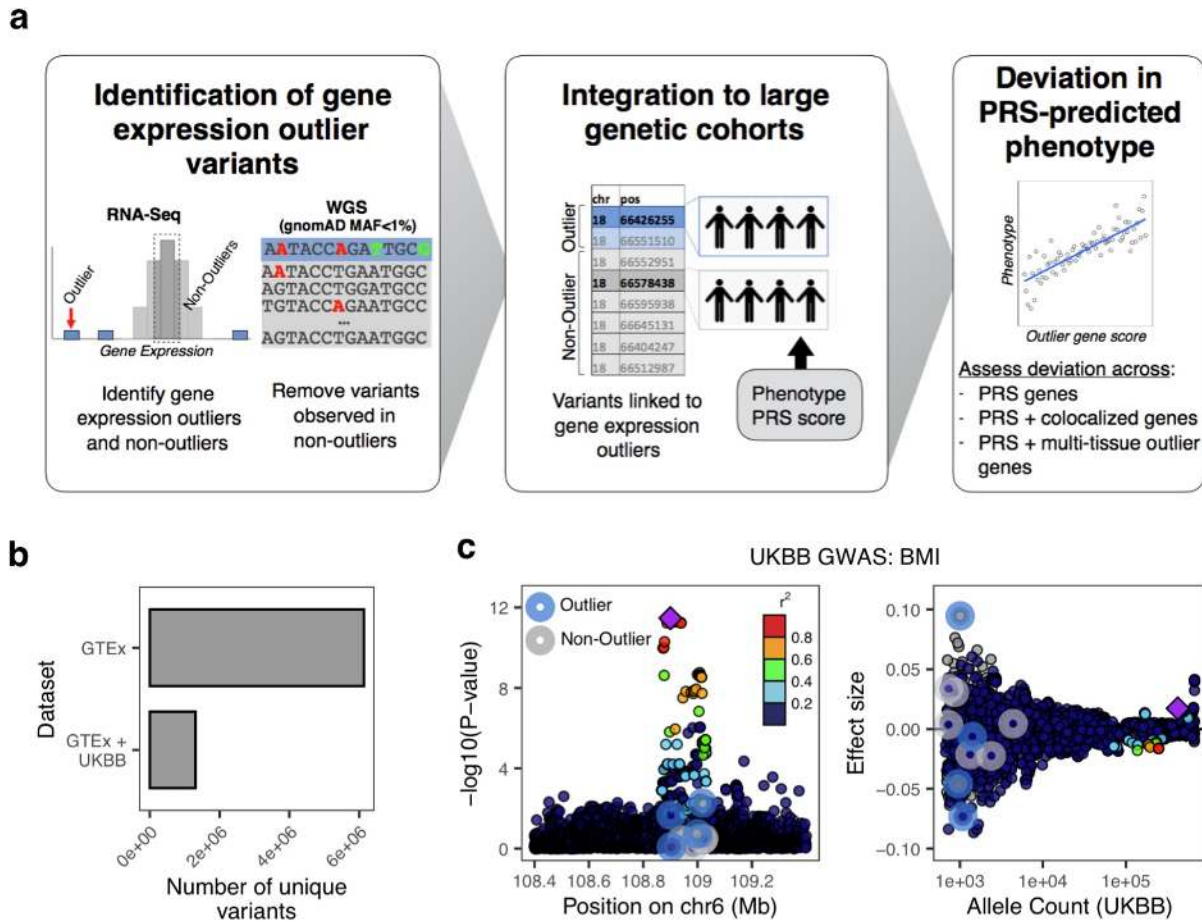 a
Identification of gene
expression outlier
variants
RNA-Seq
Outlier
Non-Outliers
Gene Expression
Identify gene
expression outliers
and non-outliers
WGS
(gnomAD MAF<1%)
AATACCTGAATGGC
AGTACCTGGATGCC
TGTACCAGAATGCC
...
AGTACCTGAATGGC
Remove variants
observed in
non-outliers
Integration to large
genetic cohorts
chr pos
Outlier
18 66426255
18 66551510
Non-Outlier
18 66552951
18 66578438
18 66595938
18 66645131
18 66404247
18 66512987
Variants linked to
gene expression
outliers
Phenotype
PRS score
Deviation in
PRS-predicted
phenotype
Phenotype
Outlier gene score
Assess deviation across:
- PRS genes
- PRS + colocalized genes
- PRS + multi-tissue outlier
genes
b
Dataset
GTEx
GTEx +
UKBB
0e+00 2e+06 4e+06 6e+06
Number of unique
variants
c
UKBB GWAS: BMI
Outlier
Non-Outlier
r2
0.8
0.6
0.4
0.2
-log10(P-value)
12
8
4
0
108.4 108.6 108.8 109 109.2
Position on chr6 (Mb)
Effect size
0.10
0.05
0.00
-0.05
-0.10
1e+03 1e+04 1e+05
Allele Count (UKBB)